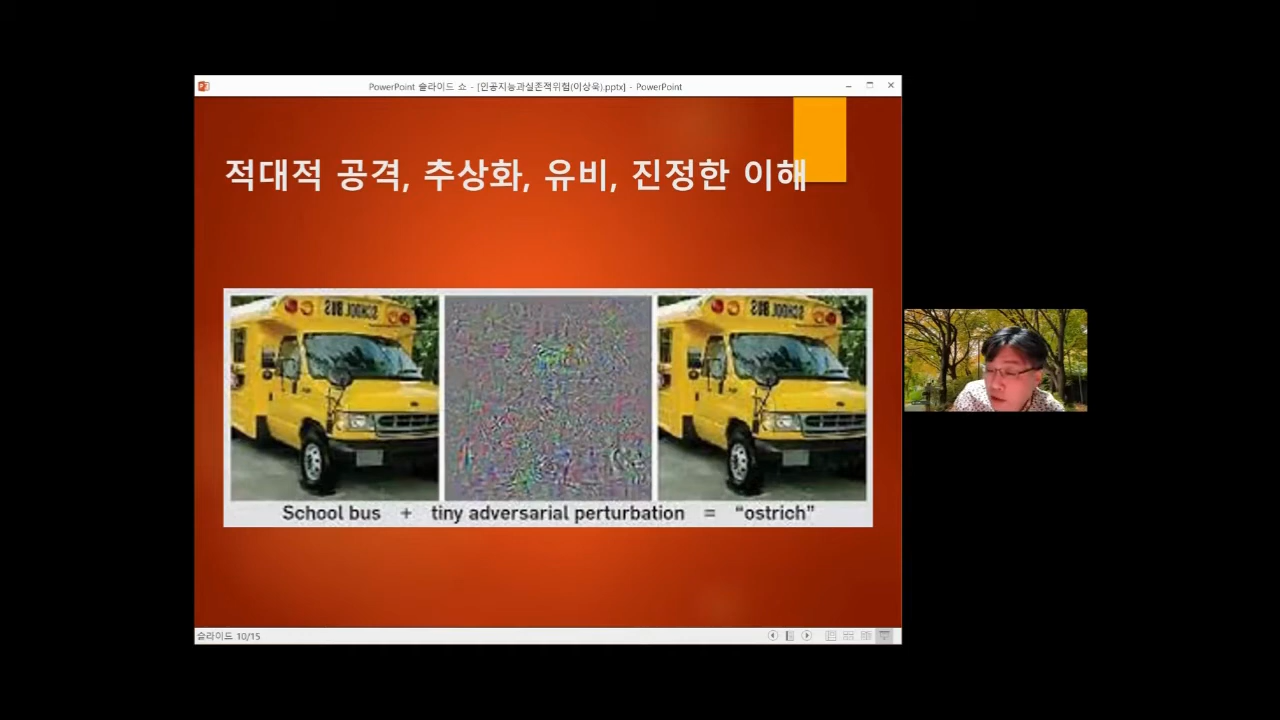 PowerPoint 슬라이드 쇼 - [인공지능과실존적위험(이상욱).pptx] - PowerPoint
적대적 공격, 추상화, 유비, 진정한 이해
SCHOOL BUS
SCHOOL BUS
School bus + tiny adversarial perturbation = “ostrich”
슬라이드 10/15